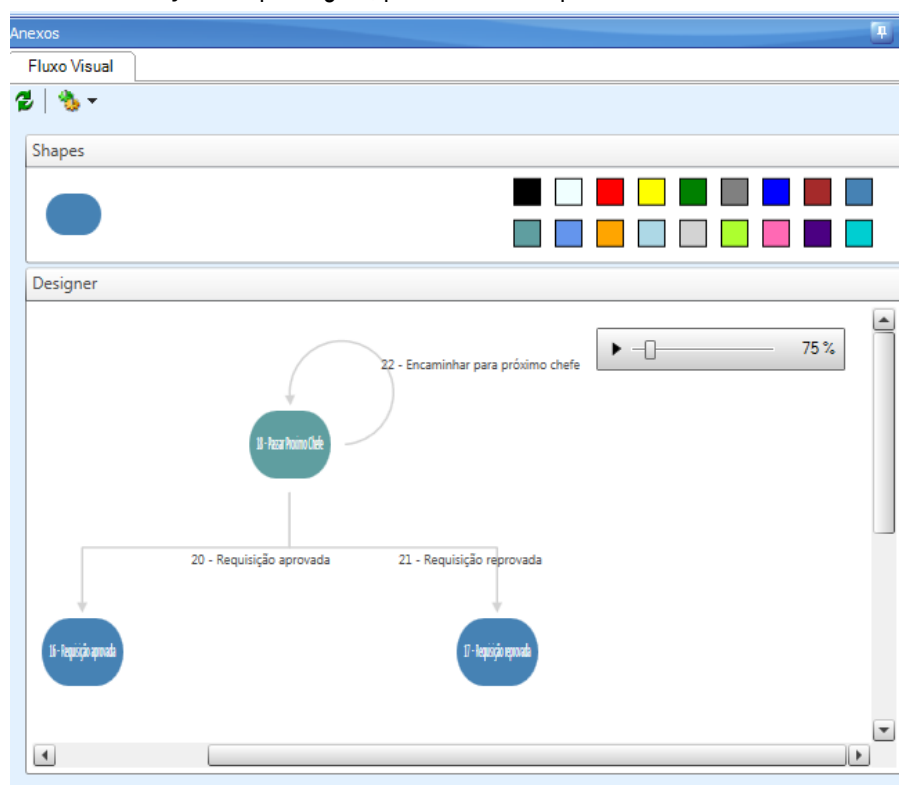 Anexos
Fluxo Visual
Shapes
Designer
75 %
22 - Encaminhar para próximo chefe
18 - Passar Proximo Chefe
20 - Requisição aprovada
21 - Requisição reprovada
16 - Requisição aprovada
17 - Requisição reprovada